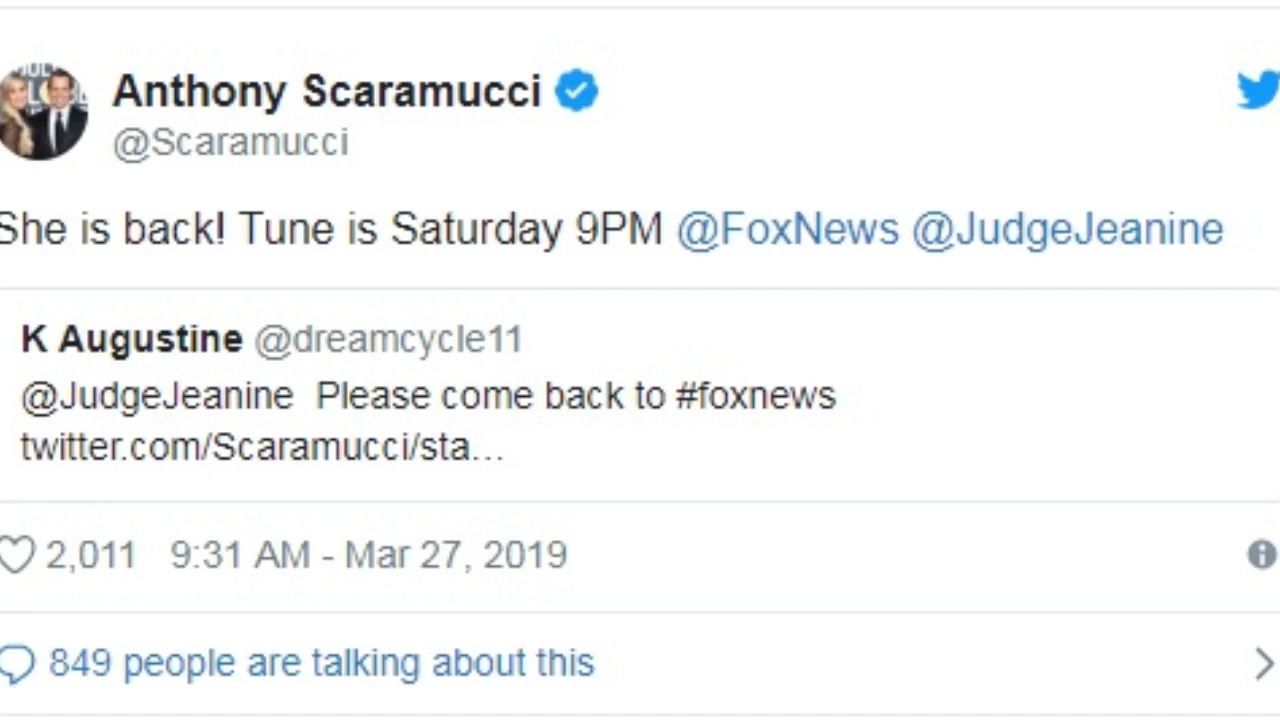 Anthony Scaramucci
@Scaramucci
She is back! Tune is Saturday 9PM @FoxNews @JudgeJeanine
K Augustine @dreamcycle11
@JudgeJeanine  Please come back to #foxnews
twitter.com/Scaramucci/sta...
2,011 9:31 AM - Mar 27, 2019
849 people are talking about this